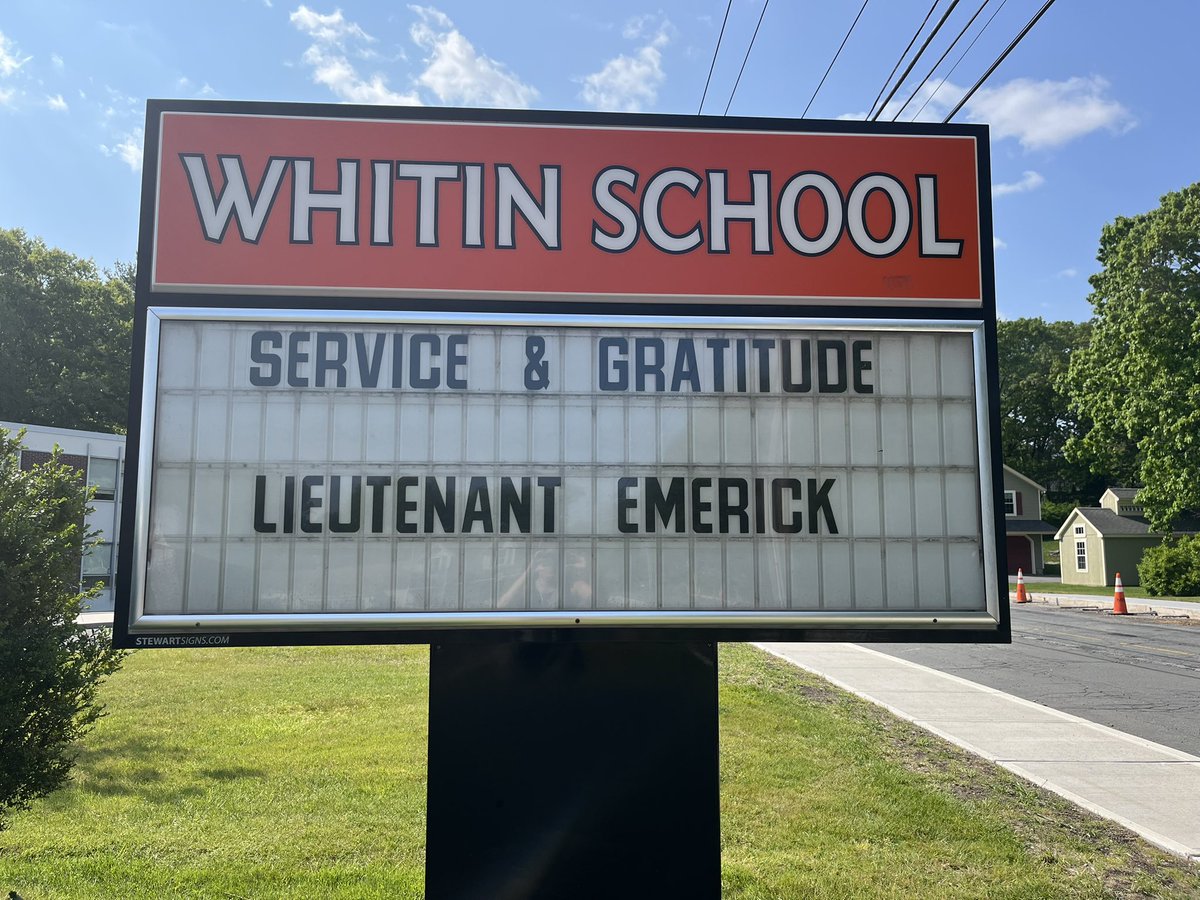 WHITIN SCHOOL
SERVICE & GRATITUDE
LIEUTENANT EMERICK
STEWARTSIGNS.COM